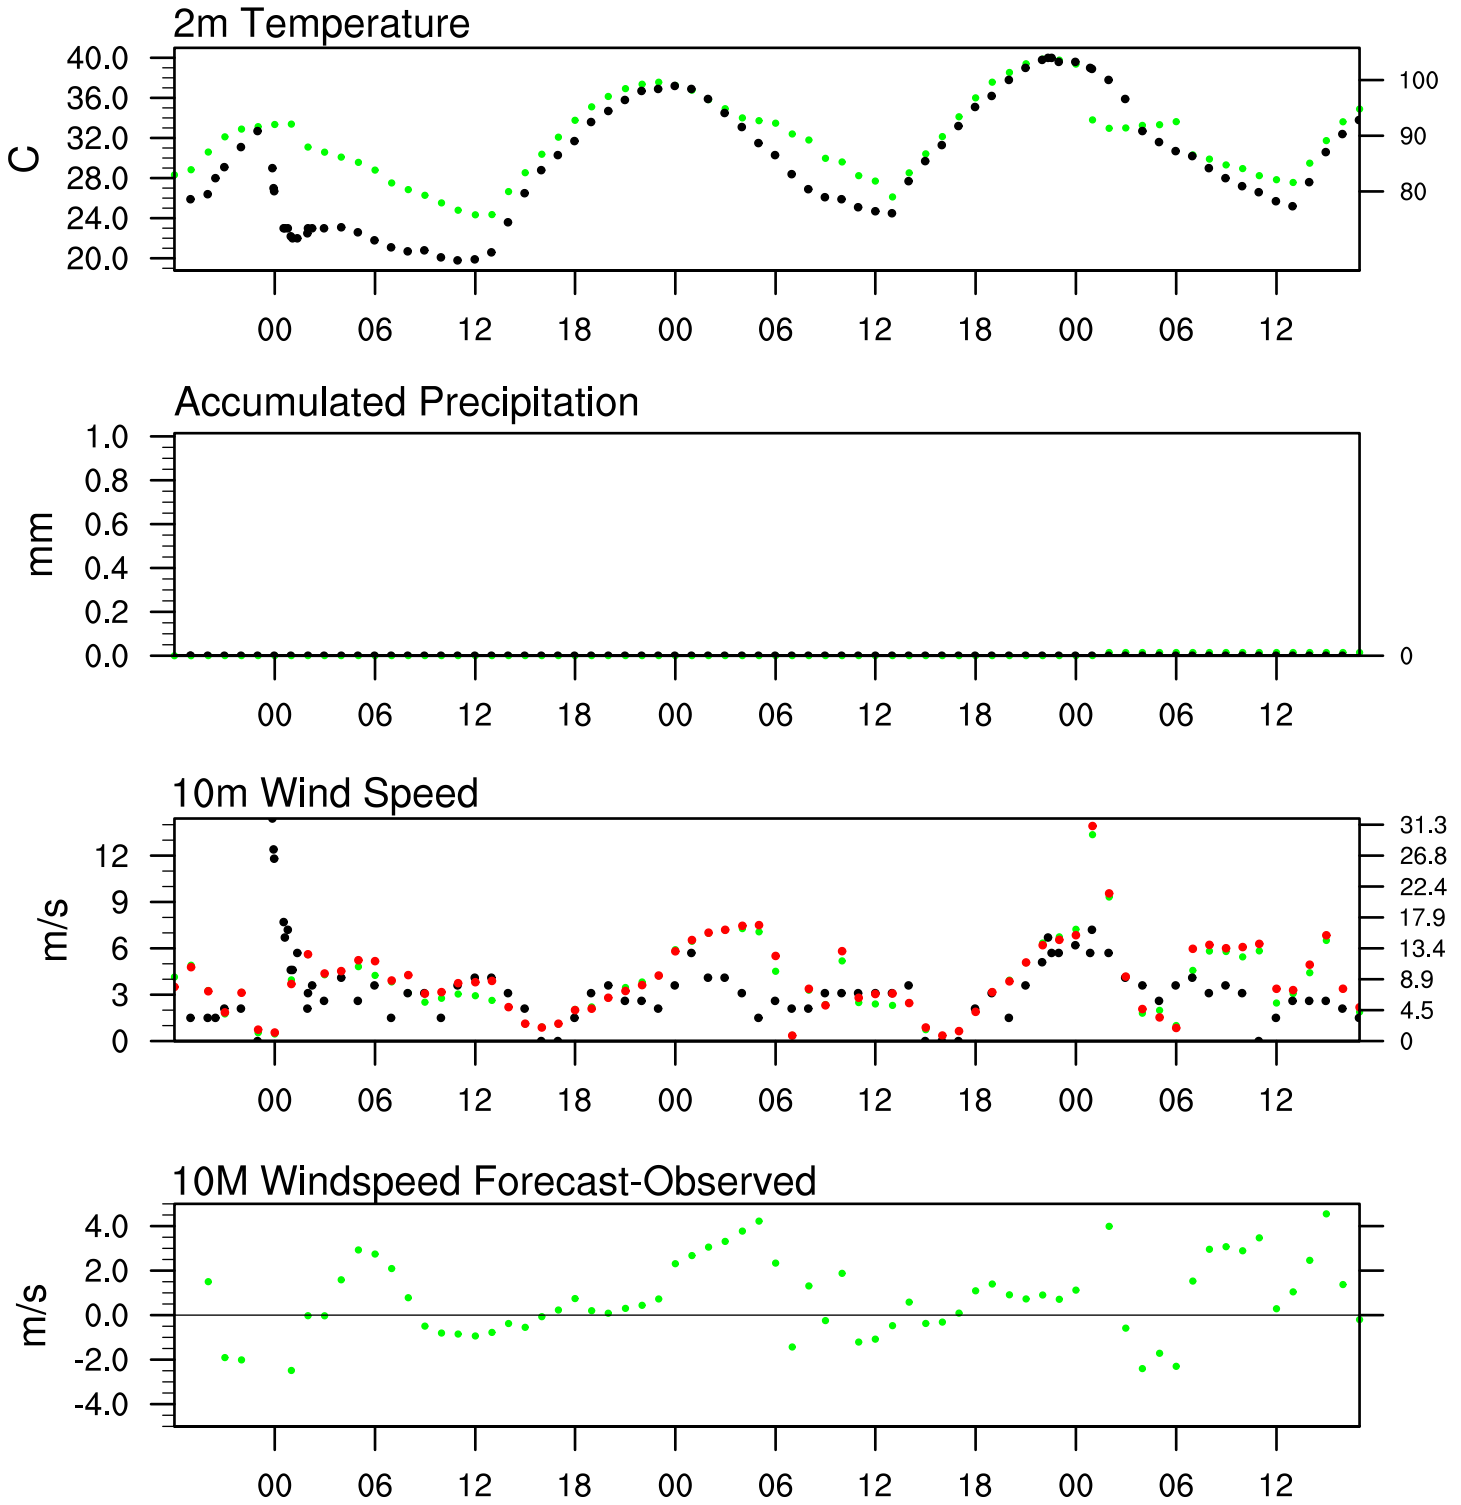 2m Temperature
40.0
36.0
32.0
28.0
24.0
20.0
C
100
90
80
00 06 12 18 00 06 12 18 00 06 12
Accumulated Precipitation
1.0
0.8
0.6
0.4
0.2
0.0
mm
0
00 06 12 18 00 06 12 18 00 06 12
10m Wind Speed
12
9
6
3
0
m/s
31.3
26.8
22.4
17.9
13.4
8.9
4.5
0
00 06 12 18 00 06 12 18 00 06 12
10M Windspeed Forecast-Observed
4.0
2.0
0.0
-2.0
-4.0
m/s
00 06 12 18 00 06 12 18 00 06 12